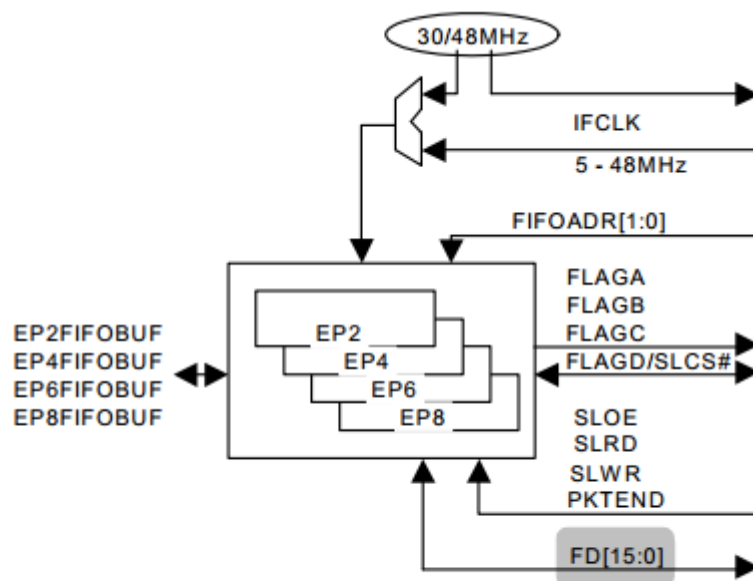 30/48MHz
IFCLK
5 - 48MHz
FIFOADR[1:0]
FLAGA
FLAGB
FLAGC
FLAGD/SLCS#
EP2FIFOBUF
EP4FIFOBUF
EP6FIFOBUF
EP8FIFOBUF
EP2
EP4
EP6
EP8
SLOE
SLRD
SLWR
PKTEND
FD[15:0]